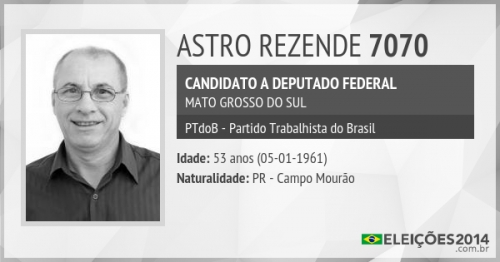 ASTRO REZENDE 7070
CANDIDATO A DEPUTADO FEDERAL
MATO GROSSO DO SUL
PTdoB - Partido Trabalhista do Brasil
Idade: 53 anos (05-01-1961)
Naturalidade: PR - Campo Mourão
ELEIÇÕES2014
.com.br